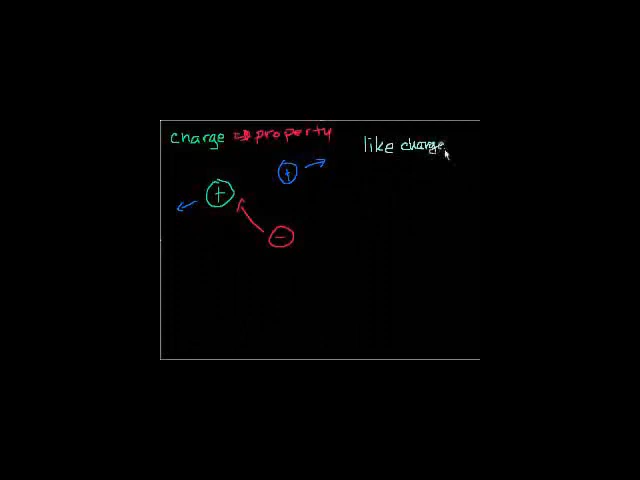 charge ⇒ property
like charge
+
+
-